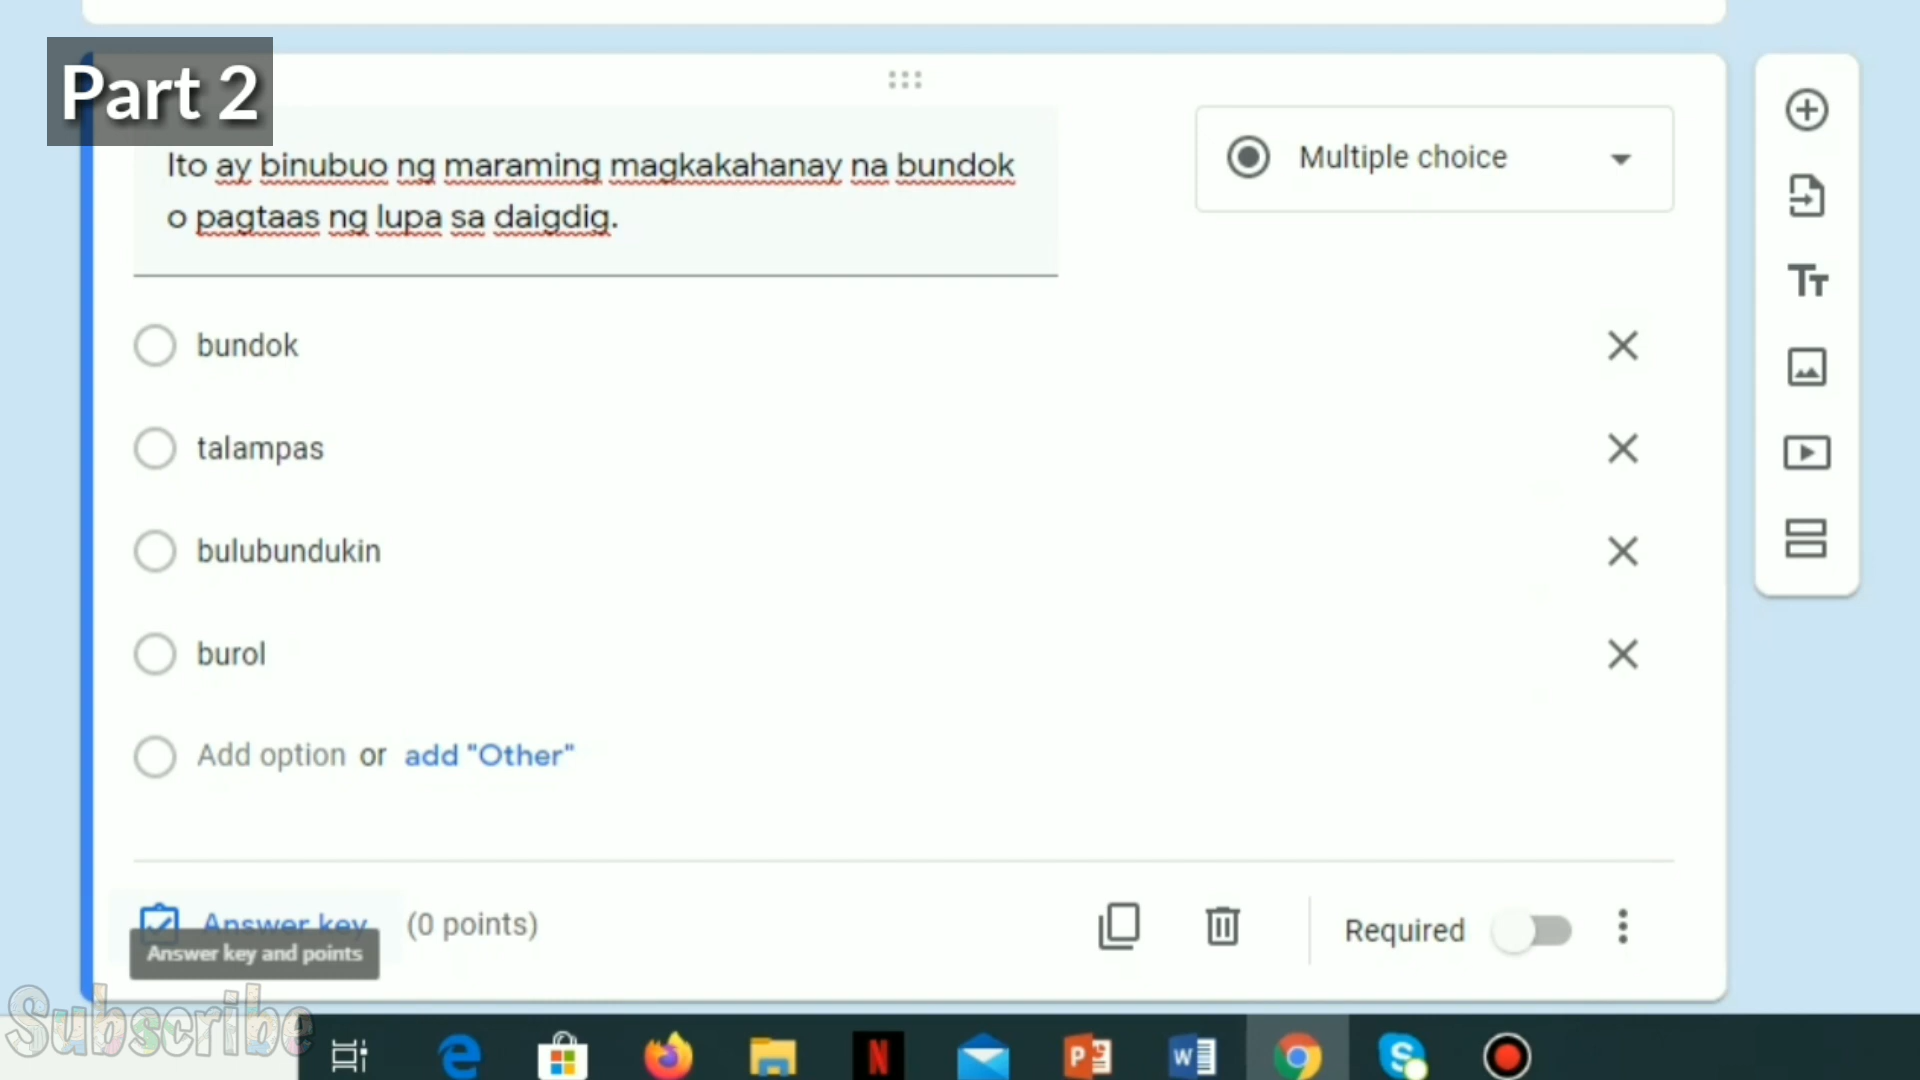 Part 2
Ito ay binubuo ng maraming magkakahanay na bundok
o pagtaas ng lupa sa daigdig.
Multiple choice
bundok
talampas
bulubundukin
burol
Add option or add "Other"
Answer key (0 points)
Answer key and points
Required
Subscribe